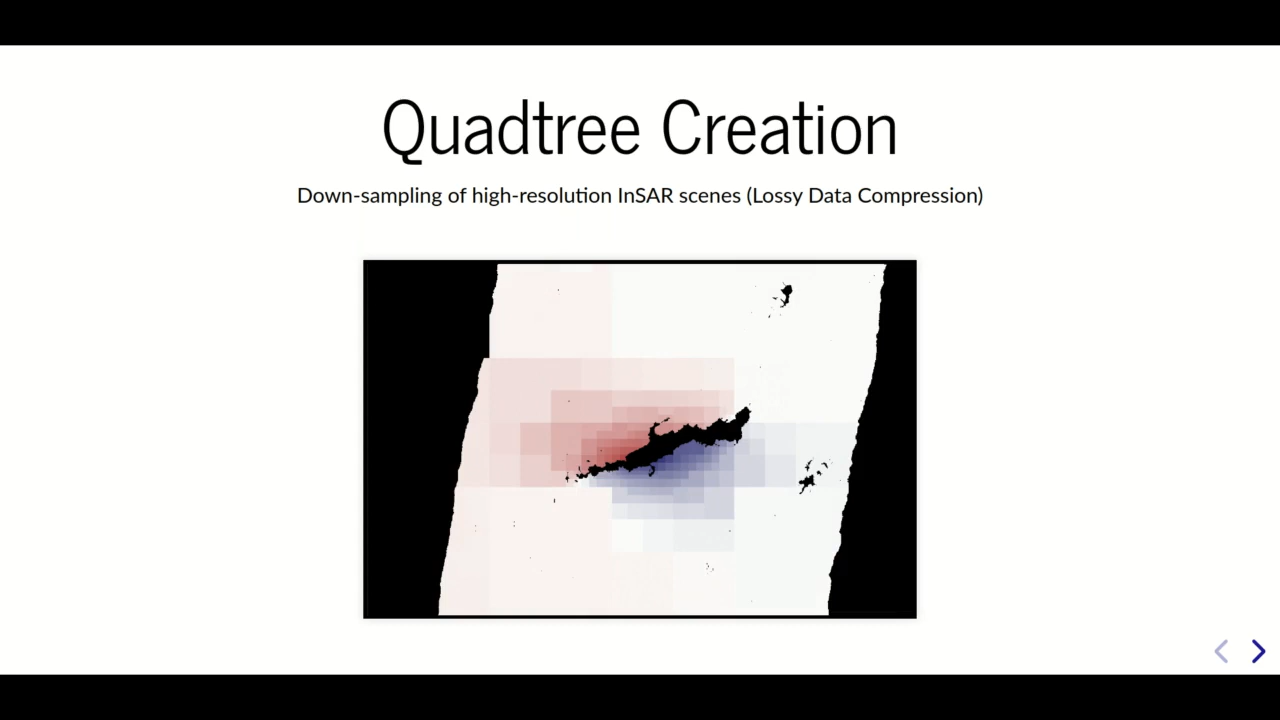 Quadtree Creation
Down-sampling of high-resolution InSAR scenes (Lossy Data Compression)